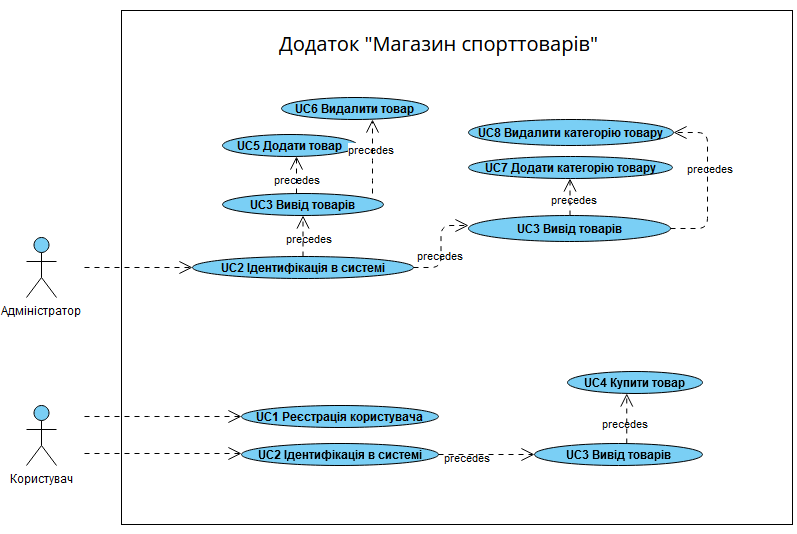 Додаток "Магазин спорттоварів"
UC6 Видалити товар
UC5 Додати товар
precedes
precedes
UC3 Вивід товарів
precedes
UC2 Ідентифікація в системі
precedes
UC8 Видалити категорію товару
UC7 Додати категорію товару
precedes
precedes
UC3 Вивід товарів
Адміністратор
UC4 Купити товар
UC1 Реєстрація користувача
precedes
UC2 Ідентифікація в системі
precedes
UC3 Вивід товарів
Користувач